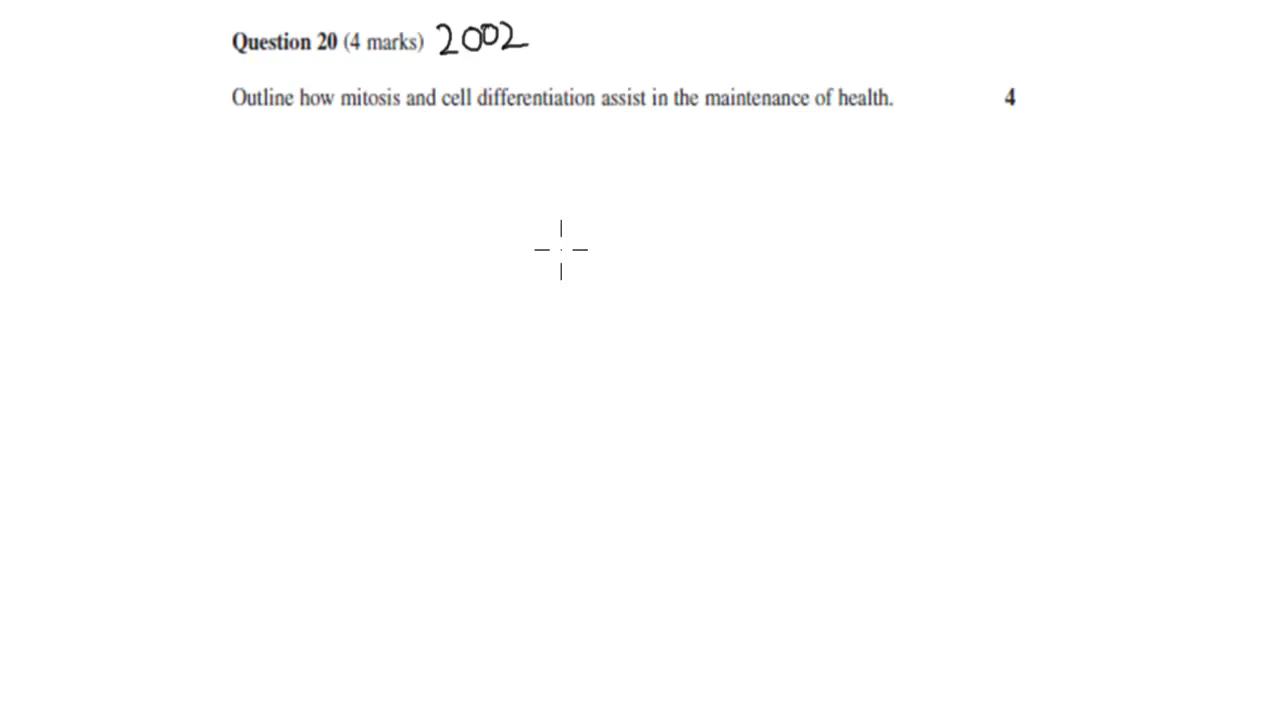 Question 20 (4 marks) 2002
Outline how mitosis and cell differentiation assist in the maintenance of health. 4